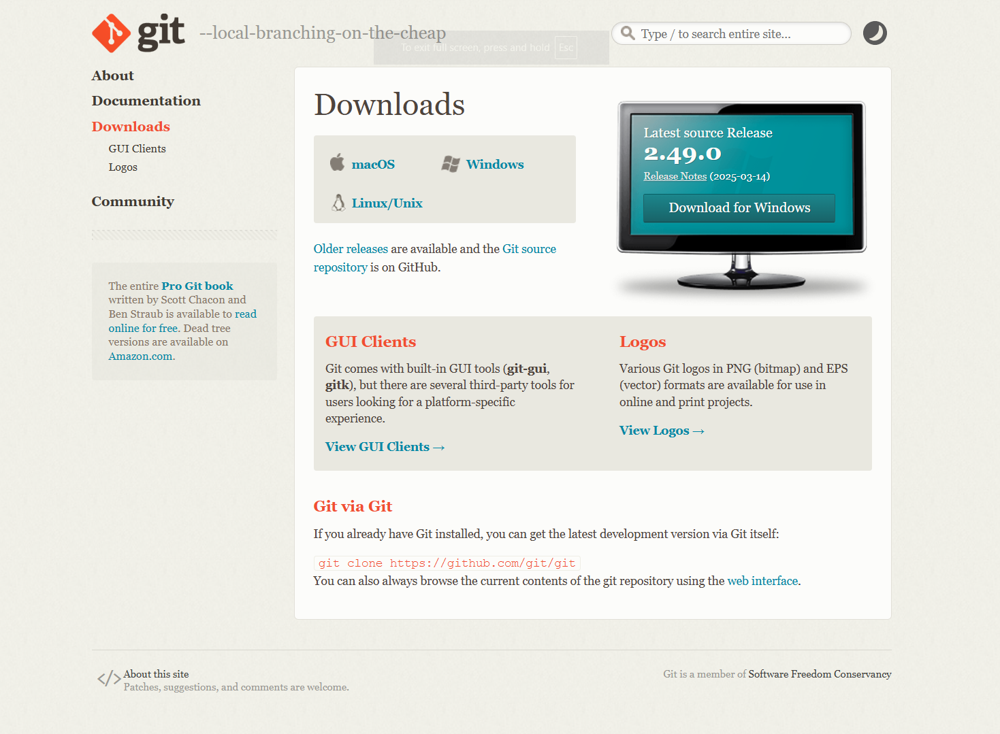 git --local-branching-on-the-cheap
Type / to search entire site...
To exit full screen, press and hold Esc
About
Documentation
Downloads
GUI Clients
Logos
Community
The entire Pro Git book
written by Scott Chacon and
Ben Straub is available to read
online for free. Dead tree
versions are available on
Amazon.com.
Downloads
macOS
Windows
Linux/Unix
Older releases are available and the Git source
repository is on GitHub.
Latest source Release
2.49.0
Release Notes (2025-03-14)
Download for Windows
GUI Clients
Git comes with built-in GUI tools (git-gui,
gitk), but there are several third-party tools for
users looking for a platform-specific
experience.
View GUI Clients →
Logos
Various Git logos in PNG (bitmap) and EPS
(vector) formats are available for use in
online and print projects.
View Logos →
Git via Git
If you already have Git installed, you can get the latest development version via Git itself:
git clone https://github.com/git/git
You can also always browse the current contents of the git repository using the web interface.
</> About this site
Patches, suggestions, and comments are welcome.
Git is a member of Software Freedom Conservancy